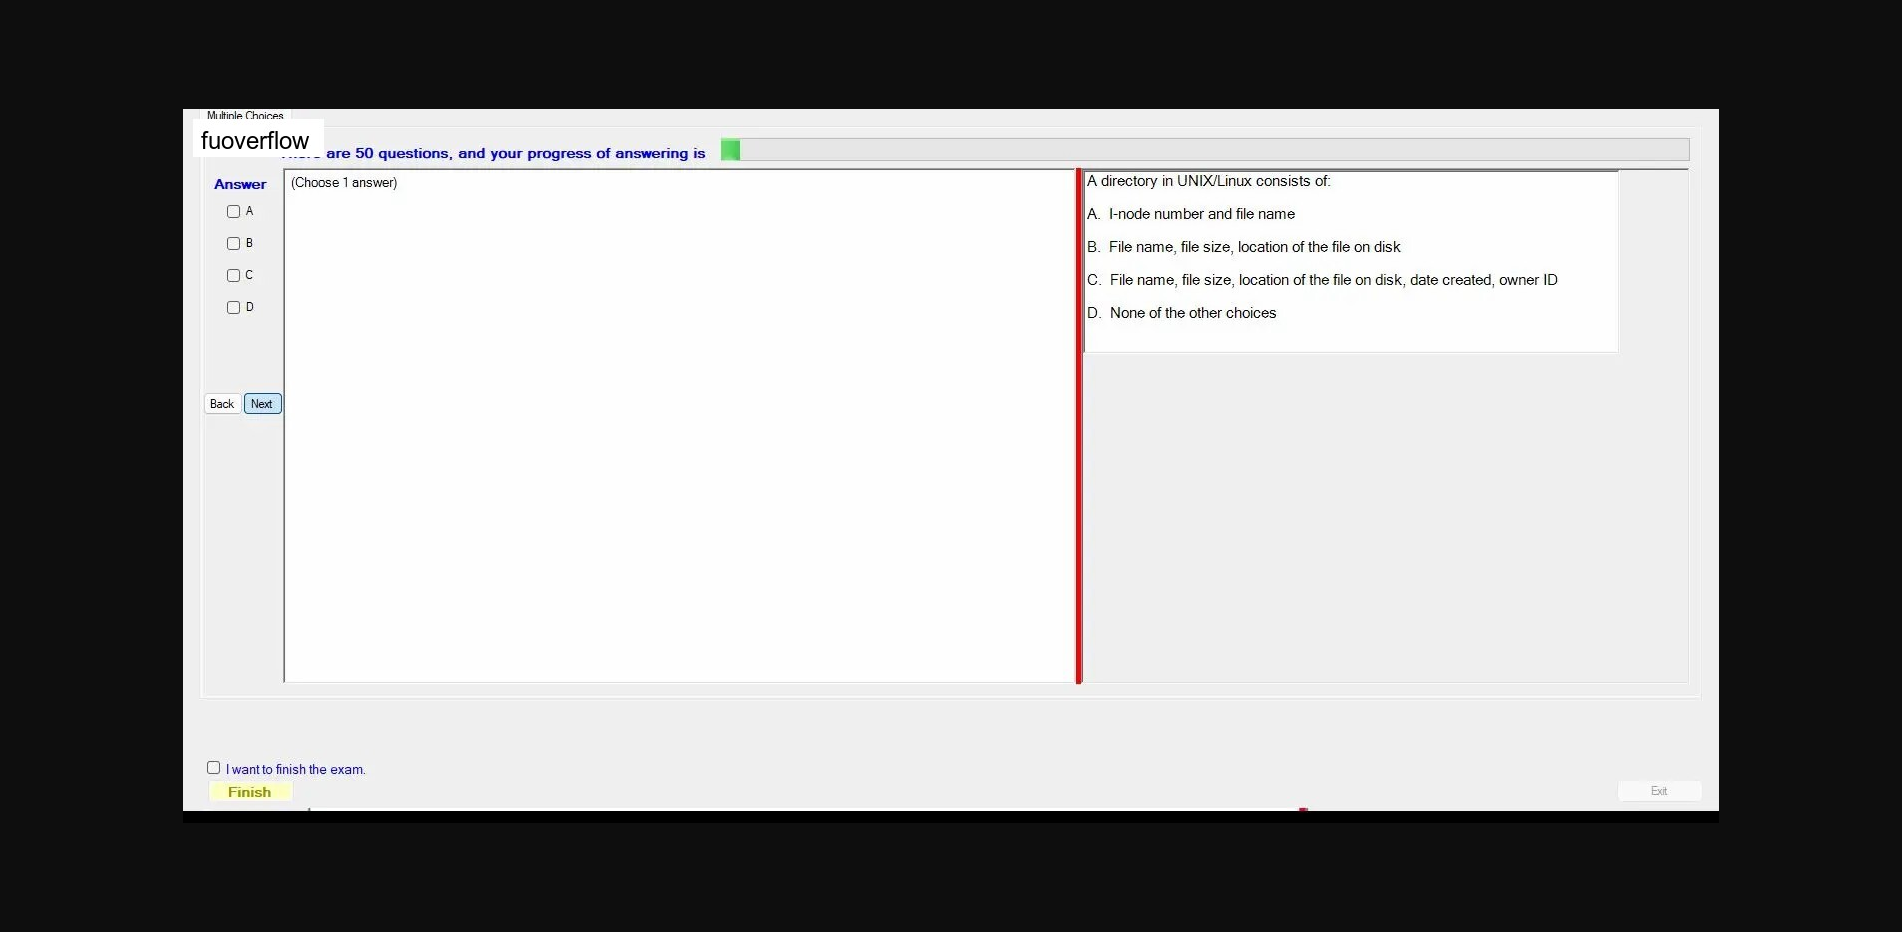 Multiple Choices
fuoverflow
are 50 questions, and your progress of answering is
Answer
(Choose 1 answer)
A
B
C
D
Back Next
A directory in UNIX/Linux consists of:
A. I-node number and file name
B. File name, file size, location of the file on disk
C. File name, file size, location of the file on disk, date created, owner ID
D. None of the other choices
I want to finish the exam.
Finish
Exit